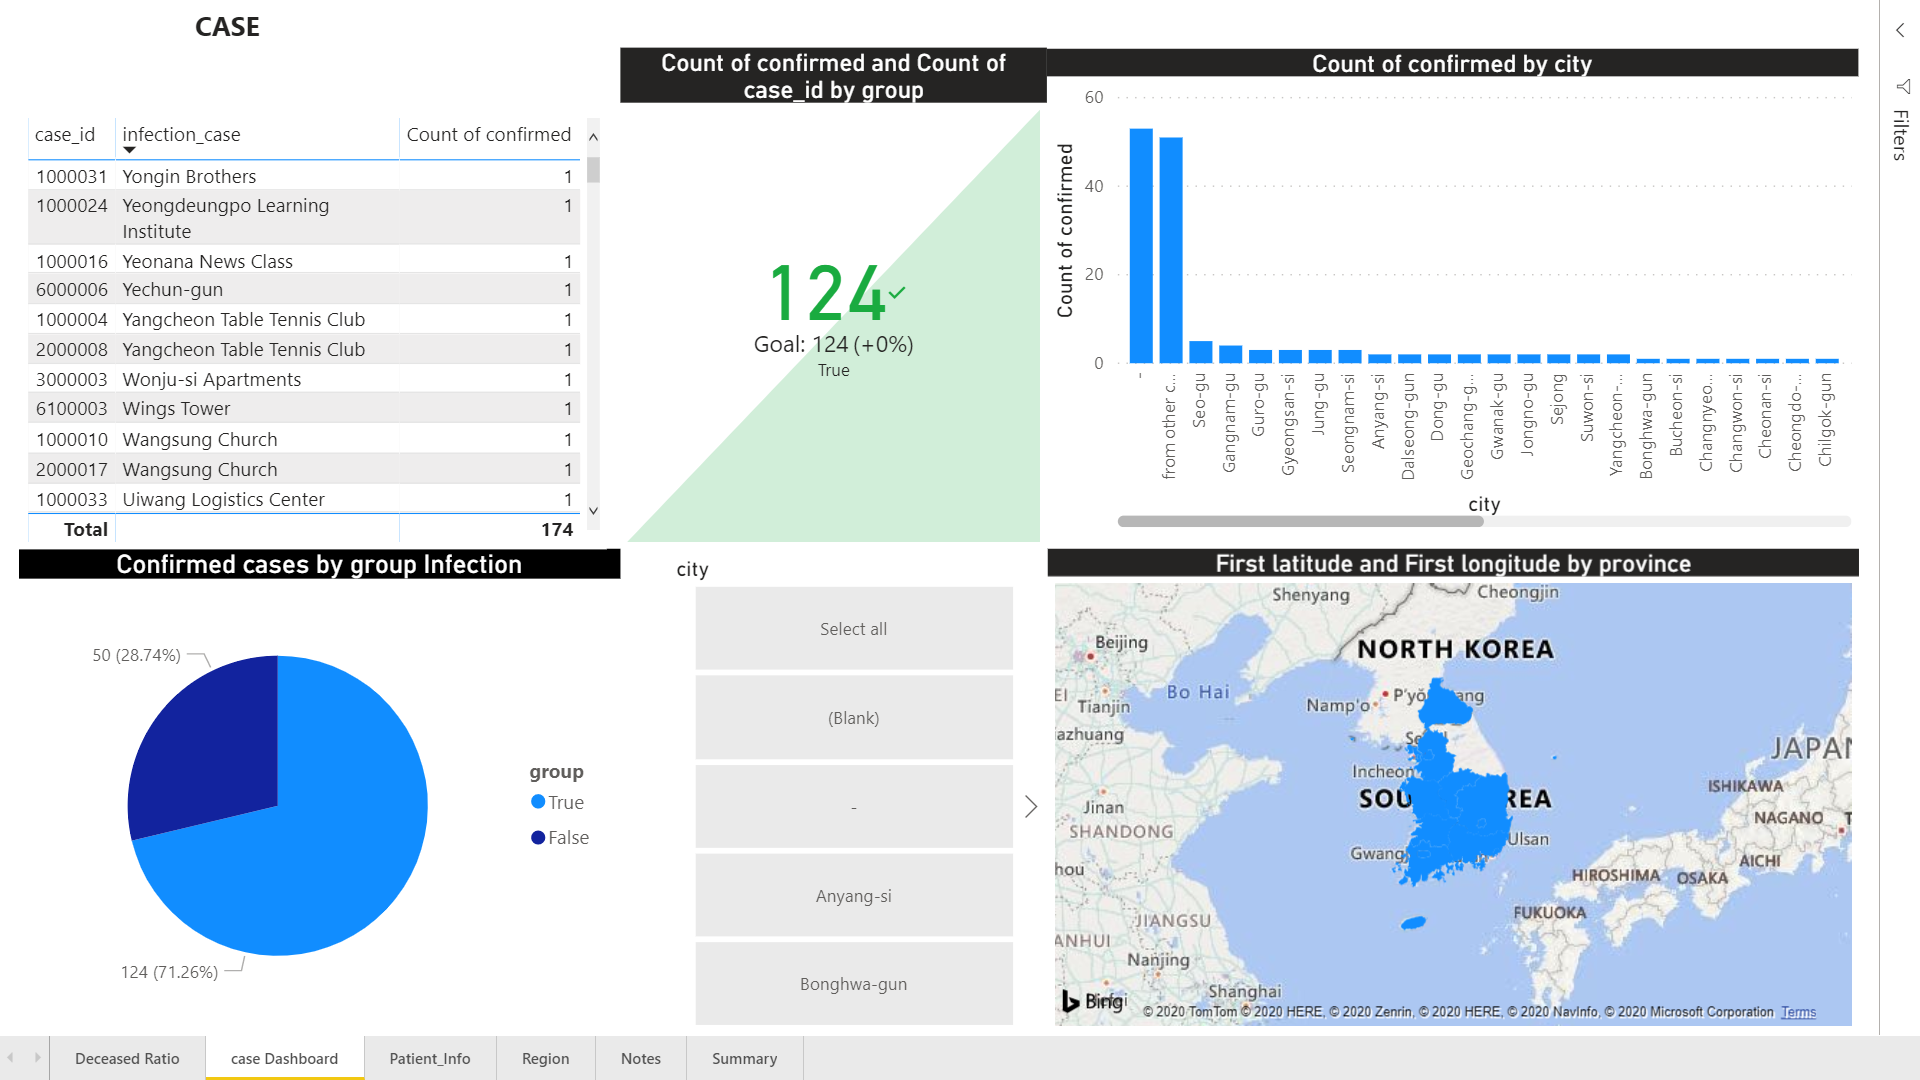 CASE
case_id infection_case Count of confirmed
1000031 Yongin Brothers 1
1000024 Yeongdeungpo Learning
Institute 1
1000016 Yeonana News Class 1
6000006 Yechun-gun 1
1000004 Yangcheon Table Tennis Club 1
2000008 Yangcheon Table Tennis Club 1
3000003 Wonju-si Apartments 1
6100003 Wings Tower 1
1000010 Wangsung Church 1
2000017 Wangsung Church 1
1000033 Uiwang Logistics Center 1
Total 174
Count of confirmed and Count of
case_id by group
124
Goal: 124 (+0%)
True
Count of confirmed by city
Count of confirmed
60
40
20
0
-
from other c...
Seo-gu
Gangnam-gu
Guro-gu
Gyeongsan-si
Jung-gu
Seongnam-si
Anyang-si
Dalseong-gun
Dong-gu
Geochang-g...
Gwanak-gu
Jongno-gu
Sejong
Suwon-si
Yangcheon-...
Bonghwa-gun
Bucheon-si
Changnyeo...
Changwon-si
Cheonan-si
Cheongdo-...
Chilgok-gun
city
Filters
Confirmed cases by group Infection
50 (28.74%)
124 (71.26%)
group
True
False
city
Select all
(Blank)
-
Anyang-si
Bonghwa-gun
First latitude and First longitude by province
Shenyang
Cheongjin
Beijing
NORTH KOREA
Bo Hai
EI
Tianjin
Namp'o
P'yŏ ang
azhuang
Se
JAPAN
Incheon
ISHIKAWA
Jinan
SOU REA
NAGANO
T
SHANDONG
Ulsan
Gwang
AICHI
hou
HIROSHIMA
OSAKA
JIANGSU
FUKUOKA
ANHUI
Nanjing
Shanghai
Bing
© 2020 TomTom © 2020 HERE, © 2020 Zenrin, © 2020 HERE, © 2020 NavInfo, © 2020 Microsoft Corporation Terms
Deceased Ratio
case Dashboard
Patient_Info
Region
Notes
Summary